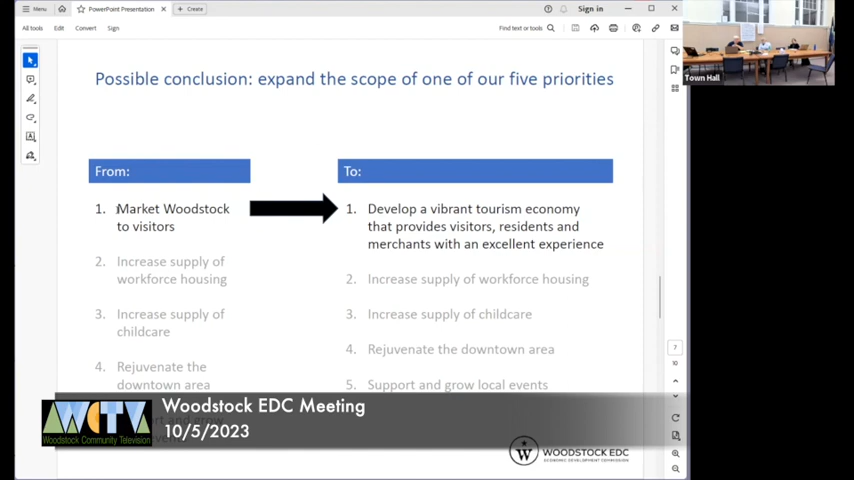 Menu
PowerPoint Presentation
Create
Sign in
All tools
Edit
Convert
Sign
Find text or tools
Town Hall
Possible conclusion: expand the scope of one of our five priorities
From:
1. Market Woodstock
to visitors
2. Increase supply of
workforce housing
3. Increase supply of
childcare
4. Rejuvenate the
downtown area
To:
1. Develop a vibrant tourism economy
that provides visitors, residents and
merchants with an excellent experience
2. Increase supply of workforce housing
3. Increase supply of childcare
4. Rejuvenate the downtown area
5. Support and grow local events
7
10
WCTV
Woodstock Community Television
Woodstock EDC Meeting
10/5/2023
W
WOODSTOCK EDC
ECONOMIC DEVELOPMENT COMMISSION